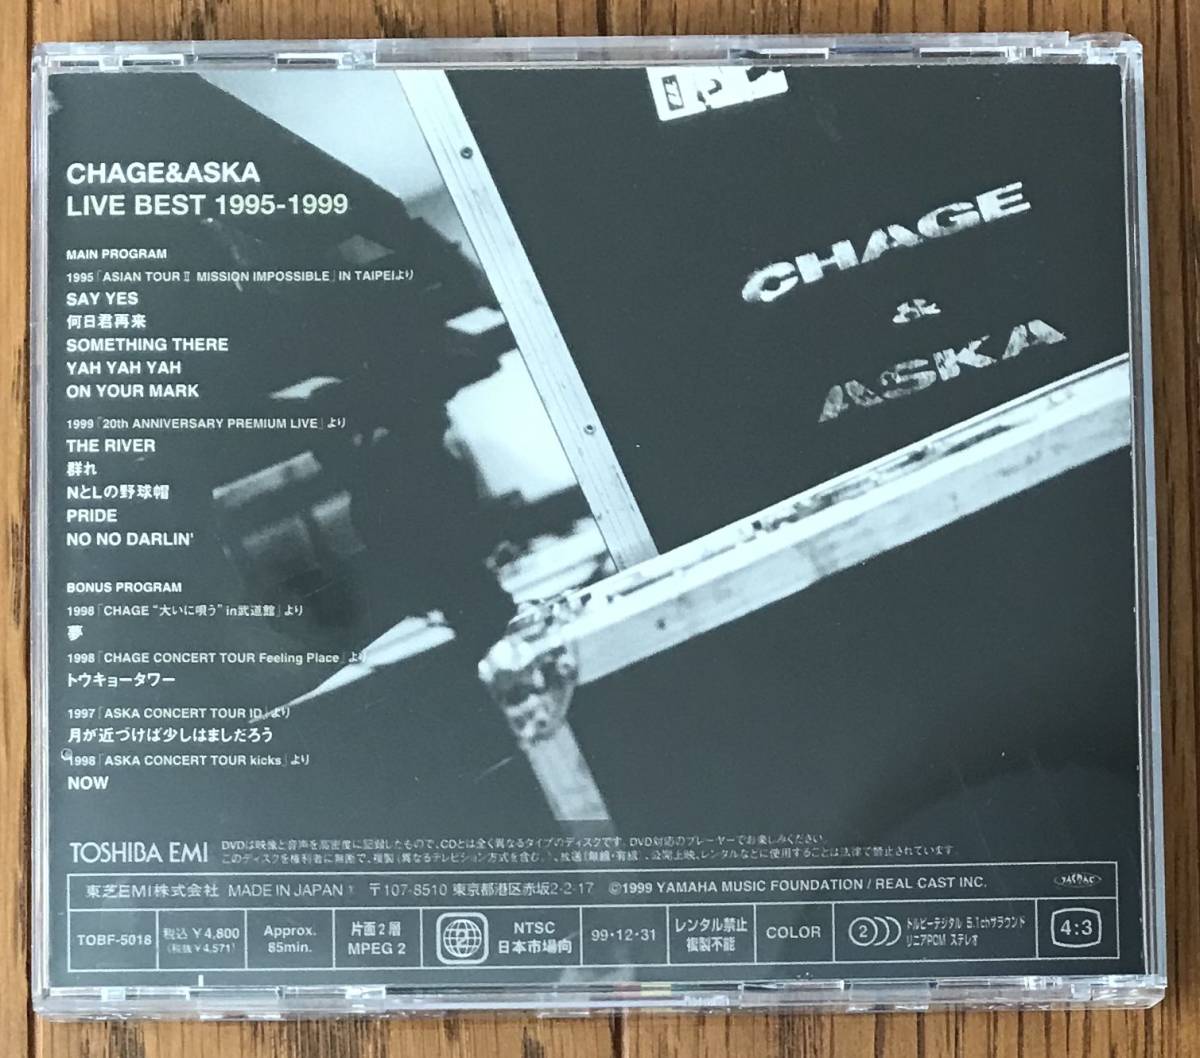 CHAGE&ASKA
LIVE BEST 1995-1999
MAIN PROGRAM
1995「ASIAN TOUR II MISSION IMPOSSIBLE」IN TAIPEIより
SAY YES
何日君再来
SOMETHING THERE
YAH YAH YAH
ON YOUR MARK
1999「20th ANNIVERSARY PREMIUM LIVE」より
THE RIVER
群れ
NとLの野球帽
PRIDE
NO NO DARLIN'
BONUS PROGRAM
1998「CHAGE “大いに唄う” in武道館」より
夢
1998「CHAGE CONCERT TOUR Feeling Place」より
トウキョータワー
1997「ASKA CONCERT TOUR ID」より
月が近づけば少しはましだろう
1998「ASKA CONCERT TOUR kicks」より
NOW
CHAGE
&
ASKA
TOSHIBA EMI
DVDは映像と音声を高密度に記録したもので、CDとは全く異なるタイプのディスクです。DVD対応のプレーヤーでお楽しみください。
このディスクを権利者に無断で、複製(異なるテレビジョン方式を含む。)、放送(無線・有線)、公開上映、レンタルなどに使用することは法律で禁止されています。
東芝EMI株式会社 MADE IN JAPAN 〒107-8510 東京都港区赤坂2-2-17 ©1999 YAMAHA MUSIC FOUNDATION / REAL CAST INC.
TOBF-5018 税込 ¥4,800 (税抜 ¥4,571) Approx. 85min. 片面2層 MPEG 2 2 NTSC 日本市場向 99・12・31 レンタル禁止 複製不能 COLOR 2 ドルビーデジタル 5.1chサラウンド リニアPCM ステレオ 4:3